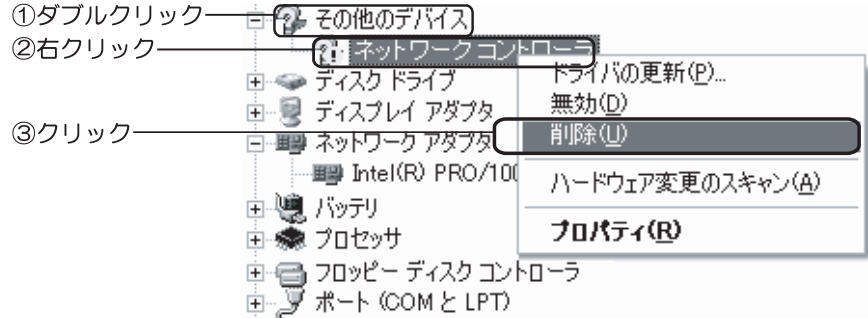 ①ダブルクリック
その他のデバイス
②右クリック
ネットワーク コントローラ
ディスク ドライブ
ドライバの更新(P)...
ディスプレイ アダプタ
無効(D)
③クリック
ネットワーク アダプタ
削除(U)
Intel(R) PRO/100
ハードウェア変更のスキャン(A)
バッテリ
プロセッサ
プロパティ(R)
フロッピー ディスク コントローラ
ポート (COM と LPT)